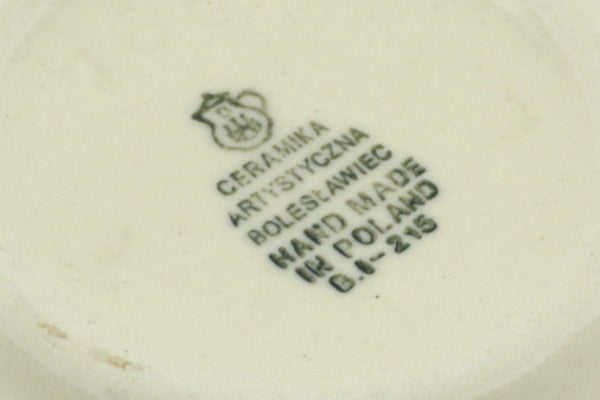 CERAMIKA
ARTYSTYCZNA
BOLESŁAWIEC
HAND MADE
IN POLAND
B.I- 215